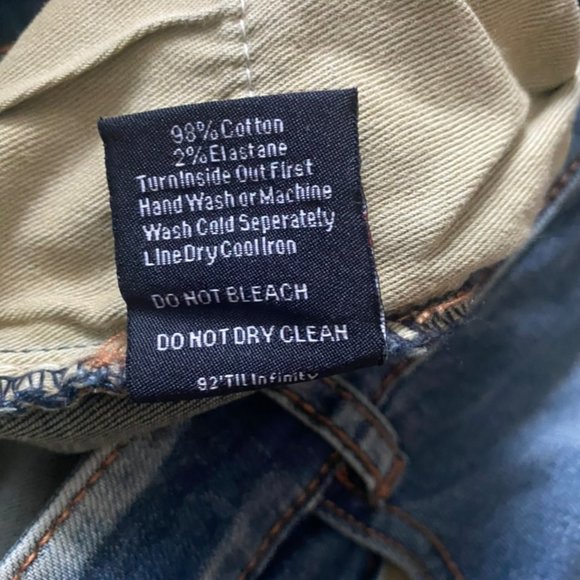 98% Cotton
2% Elastane
Turn Inside Out First
Hand Wash or Machine
Wash Cold Seperately
Line Dry Cool Iron
DO NOT BLEACH
DO NOT DRY CLEAN
92'TIL Infinity